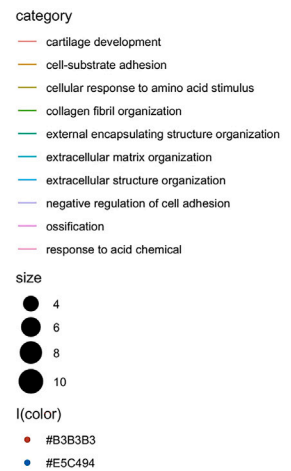 category
cartilage development
cell-substrate adhesion
cellular response to amino acid stimulus
collagen fibril organization
external encapsulating structure organization
extracellular matrix organization
extracellular structure organization
negative regulation of cell adhesion
ossification
response to acid chemical
size
4
6
8
10
I(color)
#B3B3B3
#E5C494